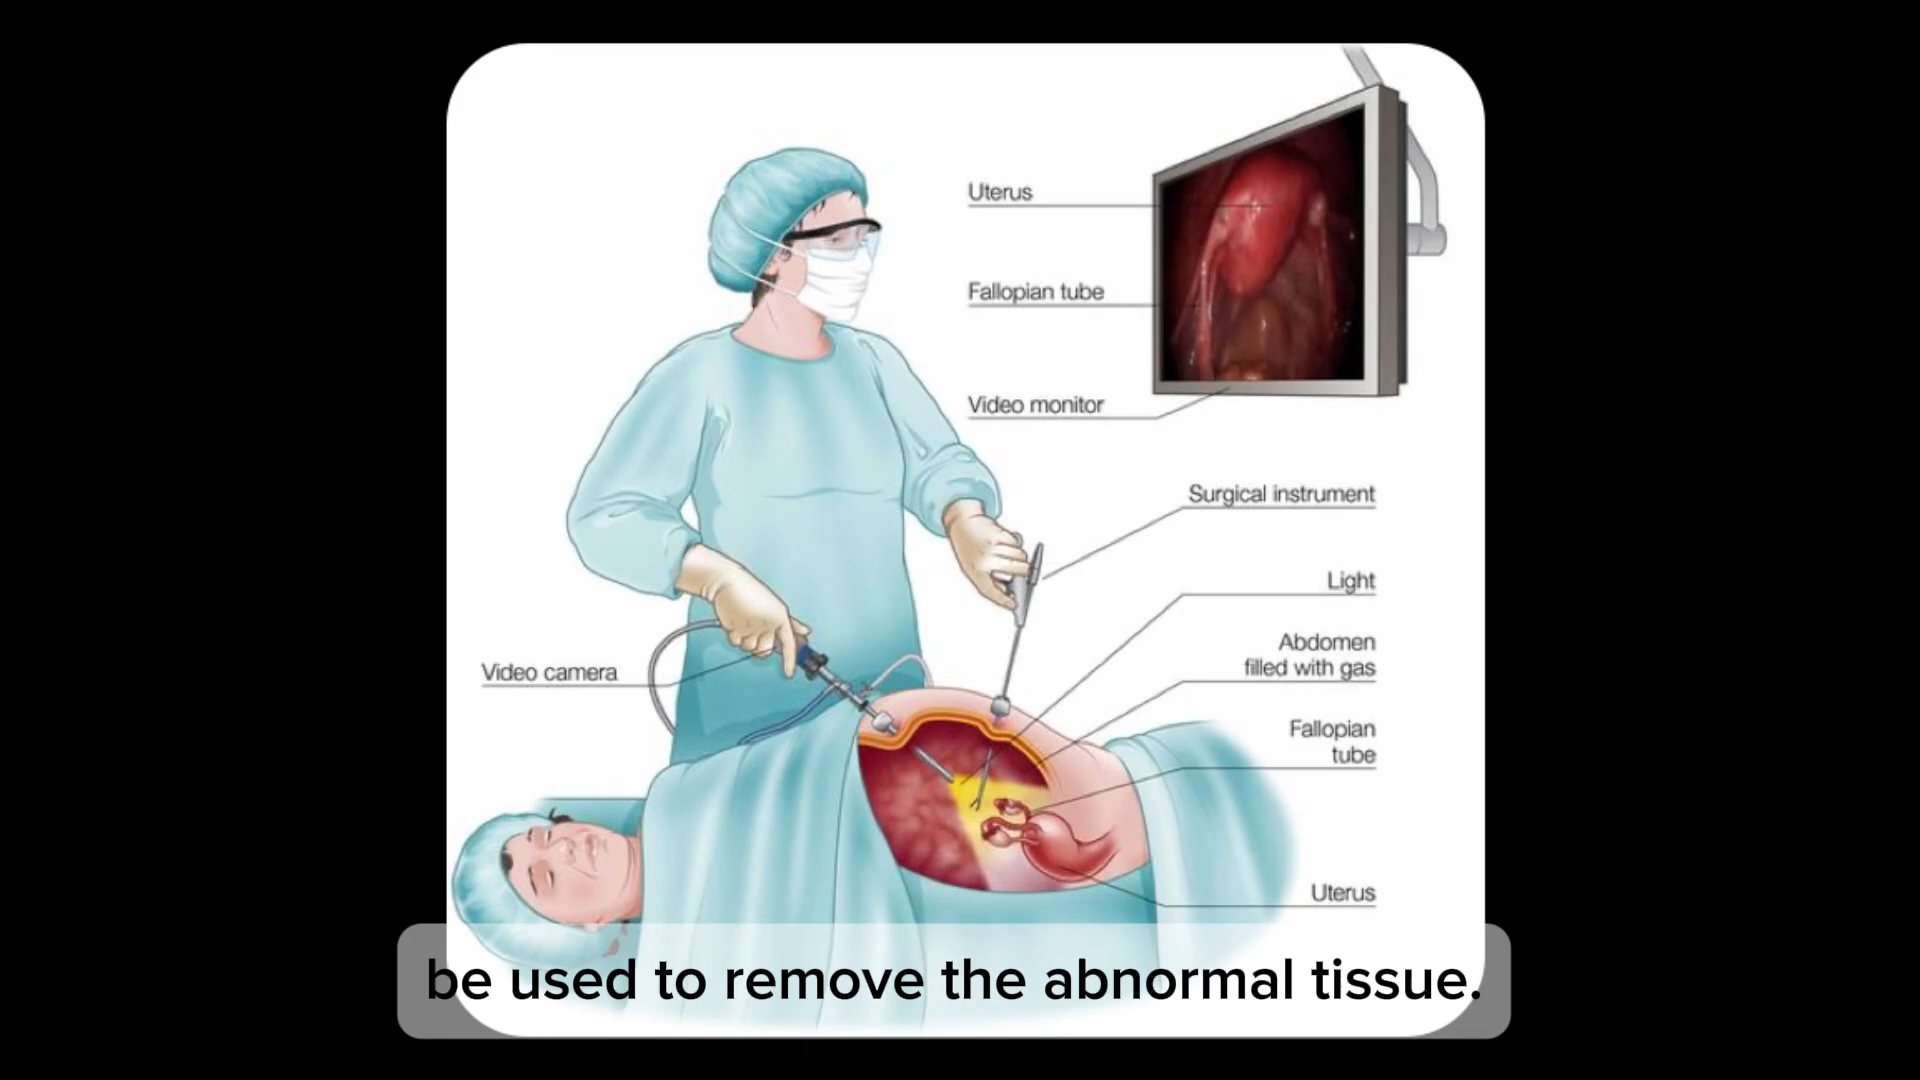 Uterus
Fallopian tube
Video monitor
Surgical instrument
Light
Abdomen
filled with gas
Video camera
Fallopian
tube
Uterus
be used to remove the abnormal tissue.